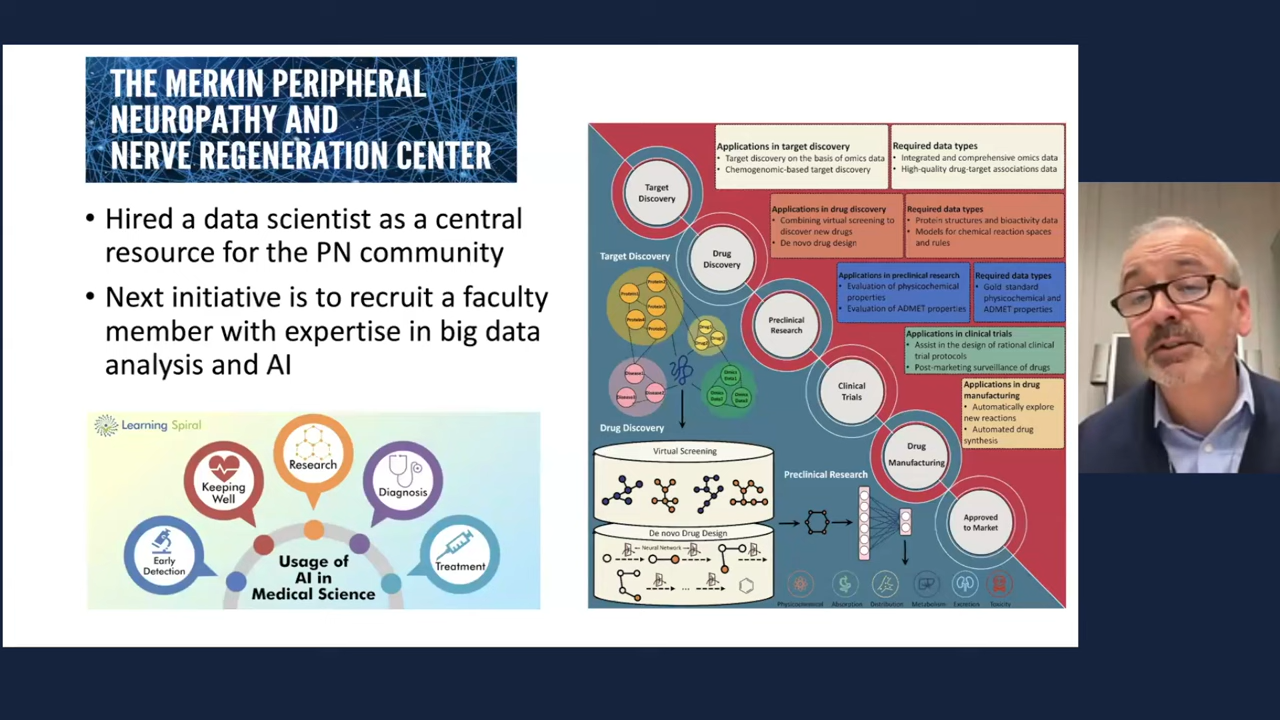 THE MERKIN PERIPHERAL
NEUROPATHY AND
NERVE REGENERATION CENTER
• Hired a data scientist as a central
resource for the PN community
• Next initiative is to recruit a faculty
member with expertise in big data
analysis and AI
Learning Spiral
Early
Detection
Keeping
Well
Research
Diagnosis
Treatment
Usage of
AI in
Medical Science
Target
Discovery
Drug
Discovery
Preclinical
Research
Clinical
Trials
Drug
Manufacturing
Approved
to Market
Applications in target discovery
• Target discovery on the basis of omics data
• Chemogenomic-based target discovery
Required data types
• Integrated and comprehensive omics data
• High-quality drug-target associations data
Applications in drug discovery
• Combining virtual screening to
discover new drugs
• De novo drug design
Required data types
• Protein structures and bioactivity data
• Models for chemical reaction spaces
and rules
Applications in preclinical research
• Evaluation of physicochemical
properties
• Evaluation of ADMET properties
Required data types
• Gold standard
physicochemical and
ADMET properties
Applications in clinical trials
• Assist in the design of rational clinical
trial protocols
• Post-marketing surveillance of drugs
Applications in drug
manufacturing
• Automatically explore
new reactions
• Automated drug
synthesis
Target Discovery
Drug Discovery
Virtual Screening
De novo Drug Design
Neural Network
...
Preclinical Research
Physicochemical
Absorption
Distribution
Metabolism
Excretion
Toxicity